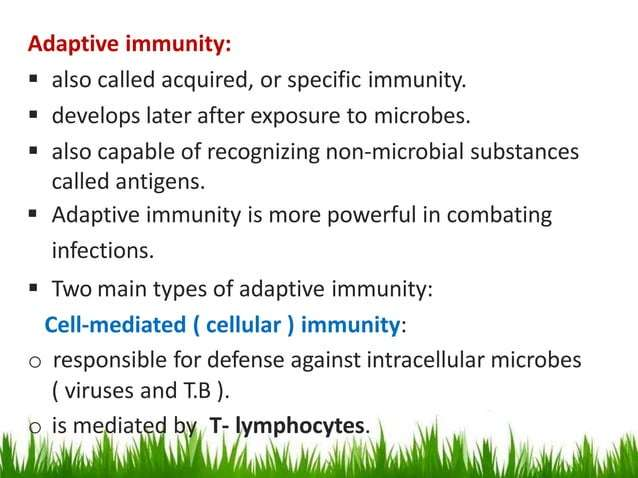 Adaptive immunity:
▪ also called acquired, or specific immunity.
▪ develops later after exposure to microbes.
▪ also capable of recognizing non-microbial substances
called antigens.
▪ Adaptive immunity is more powerful in combating
infections.
▪ Two main types of adaptive immunity:
Cell-mediated ( cellular ) immunity:
o responsible for defense against intracellular microbes
( viruses and T.B ).
o is mediated by T- lymphocytes.